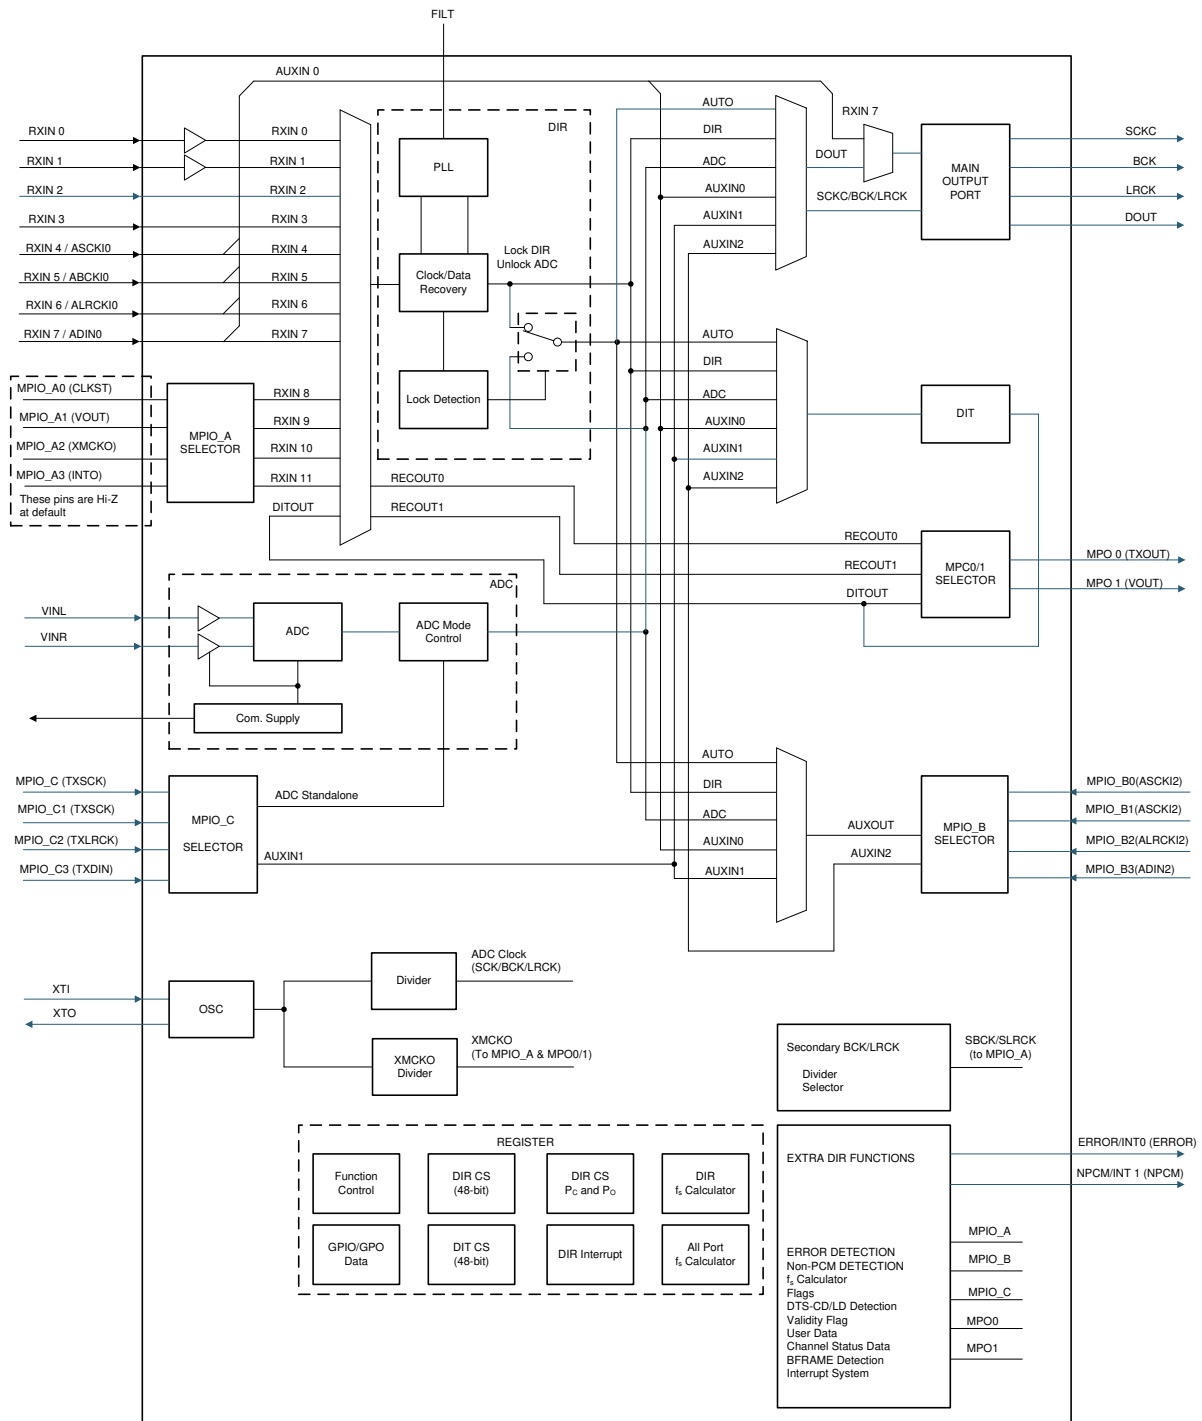 FILT
AUXIN 0
RXIN 0
RXIN 1
RXIN 2
RXIN 3
RXIN 4 / ASCKI0
RXIN 5 / ABCKI0
RXIN 6 / ALRCKI0
RXIN 7 / ADIN0
RXIN 0
RXIN 1
RXIN 2
RXIN 3
RXIN 4
RXIN 5
RXIN 6
RXIN 7
MPIO_A0 (CLKST)
MPIO_A1 (VOUT)
MPIO_A2 (XMCKO)
MPIO_A3 (INTO)
These pins are Hi-Z
at default
MPIO_A
SELECTOR
RXIN 8
RXIN 9
RXIN 10
RXIN 11
DITOUT
DIR
PLL
Clock/Data
Recovery
Lock DIR
Unlock ADC
Lock Detection
RECOUT0
RECOUT1
AUTO
DIR
ADC
AUXIN0
AUXIN1
AUXIN2
RXIN 7
DOUT
SCKC/BCK/LRCK
MAIN
OUTPUT
PORT
SCKC
BCK
LRCK
DOUT
AUTO
DIR
ADC
AUXIN0
AUXIN1
AUXIN2
DIT
RECOUT0
RECOUT1
DITOUT
MPC0/1
SELECTOR
MPO 0 (TXOUT)
MPO 1 (VOUT)
VINL
VINR
ADC
ADC
ADC Mode
Control
Com. Supply
MPIO_C (TXSCK)
MPIO_C1 (TXSCK)
MPIO_C2 (TXLRCK)
MPIO_C3 (TXDIN)
MPIO_C
SELECTOR
ADC Standalone
AUXIN1
AUTO
DIR
ADC
AUXIN0
AUXIN1
AUXOUT
AUXIN2
MPIO_B
SELECTOR
MPIO_B0(ASCKI2)
MPIO_B1(ASCKI2)
MPIO_B2(ALRCKI2)
MPIO_B3(ADIN2)
XTI
XTO
OSC
Divider
ADC Clock
(SCK/BCK/LRCK)
XMCKO
Divider
XMCKO
(To MPIO_A & MPO0/1)
Secondary BCK/LRCK
Divider
Selector
SBCK/SLRCK
(to MPIO_A)
REGISTER
Function
Control
DIR CS
(48-bit)
DIR CS
PC and PO
DIR
fs Calculator
GPIO/GPO
Data
DIT CS
(48-bit)
DIR Interrupt
All Port
fs Calculator
EXTRA DIR FUNCTIONS
ERROR DETECTION
Non-PCM DETECTION
fs Calculator
Flags
DTS-CD/LD Detection
Validity Flag
User Data
Channel Status Data
BFRAME Detection
Interrupt System
ERROR/INT0 (ERROR)
NPCM/INT 1 (NPCM)
MPIO_A
MPIO_B
MPIO_C
MPO0
MPO1